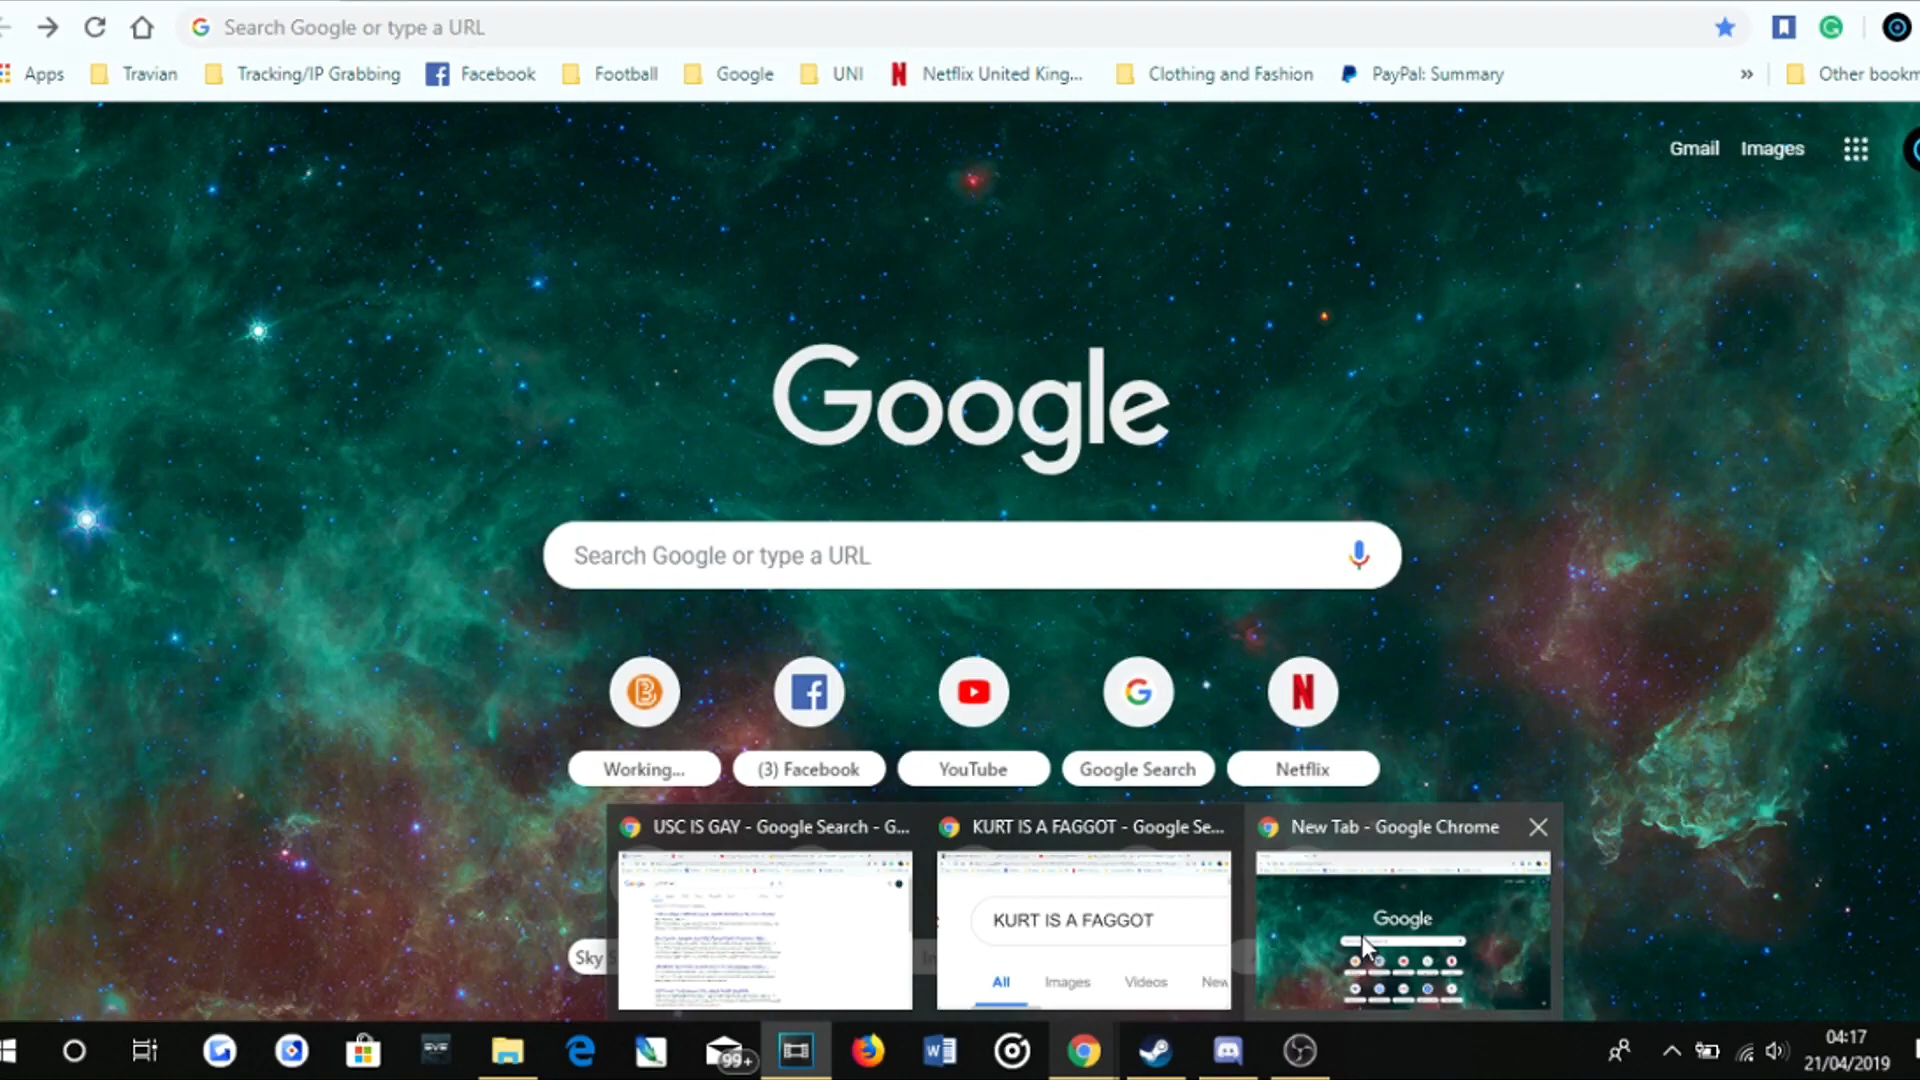 Search Google or type a URL
Apps
Travian
Tracking/IP Grabbing
Facebook
Football
Google
UNI
Netflix United King...
Clothing and Fashion
PayPal: Summary
»
Other bookm
Gmail
Images
Google
Search Google or type a URL
Working...
(3) Facebook
YouTube
Google Search
Netflix
USC IS GAY - Google Search - G...
KURT IS A FAGGOT - Google Se...
New Tab - Google Chrome
KURT IS A FAGGOT
Google
Sky
All
Images
Videos
New
99+
04:17
21/04/2019